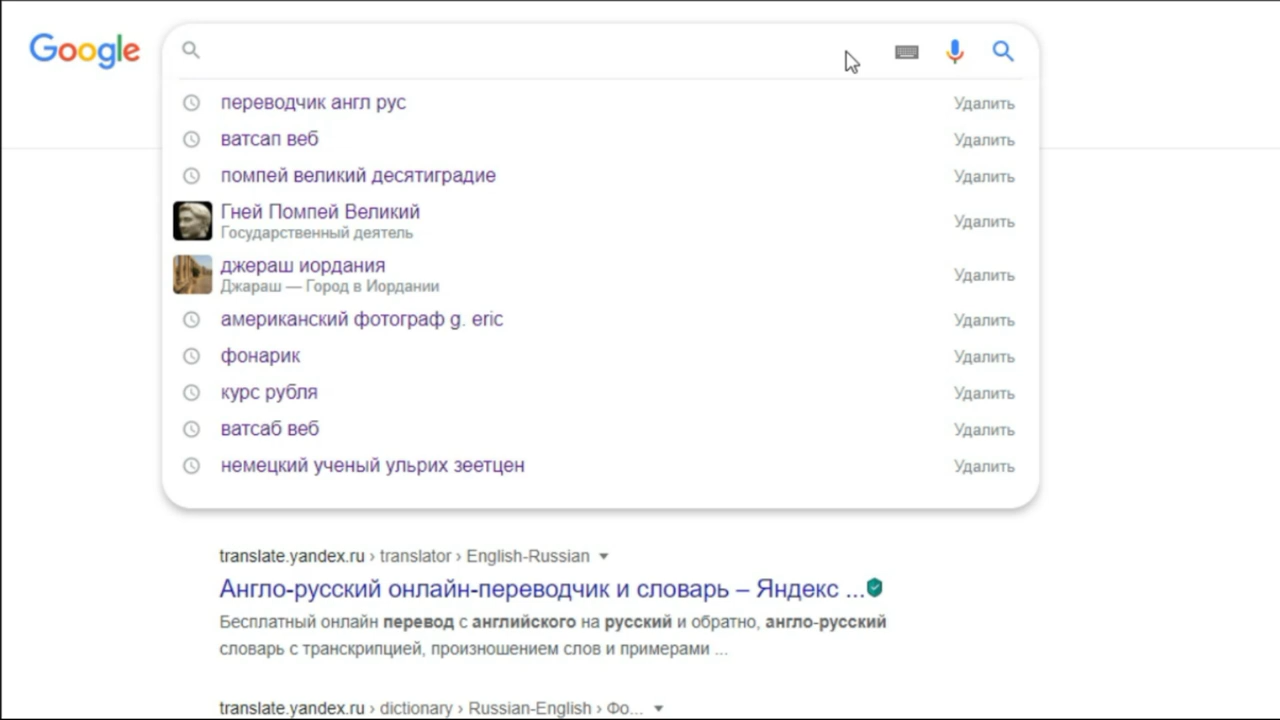 Google
переводчик англ рус Удалить
ватсап веб Удалить
помпей великий десятиградие Удалить
Гней Помпей Великий
Государственный деятель Удалить
джераш иордания
Джараш — Город в Иордании Удалить
американский фотограф g. eric Удалить
фонарик Удалить
курс рубля Удалить
ватсаб веб Удалить
немецкий ученый ульрих зеетцен Удалить
translate.yandex.ru › translator › English-Russian
Англо-русский онлайн-переводчик и словарь – Яндекс ...
Бесплатный онлайн перевод с английского на русский и обратно, англо-русский
словарь с транскрипцией, произношением слов и примерами ...
translate.yandex.ru › dictionary › Russian-English › Фо...